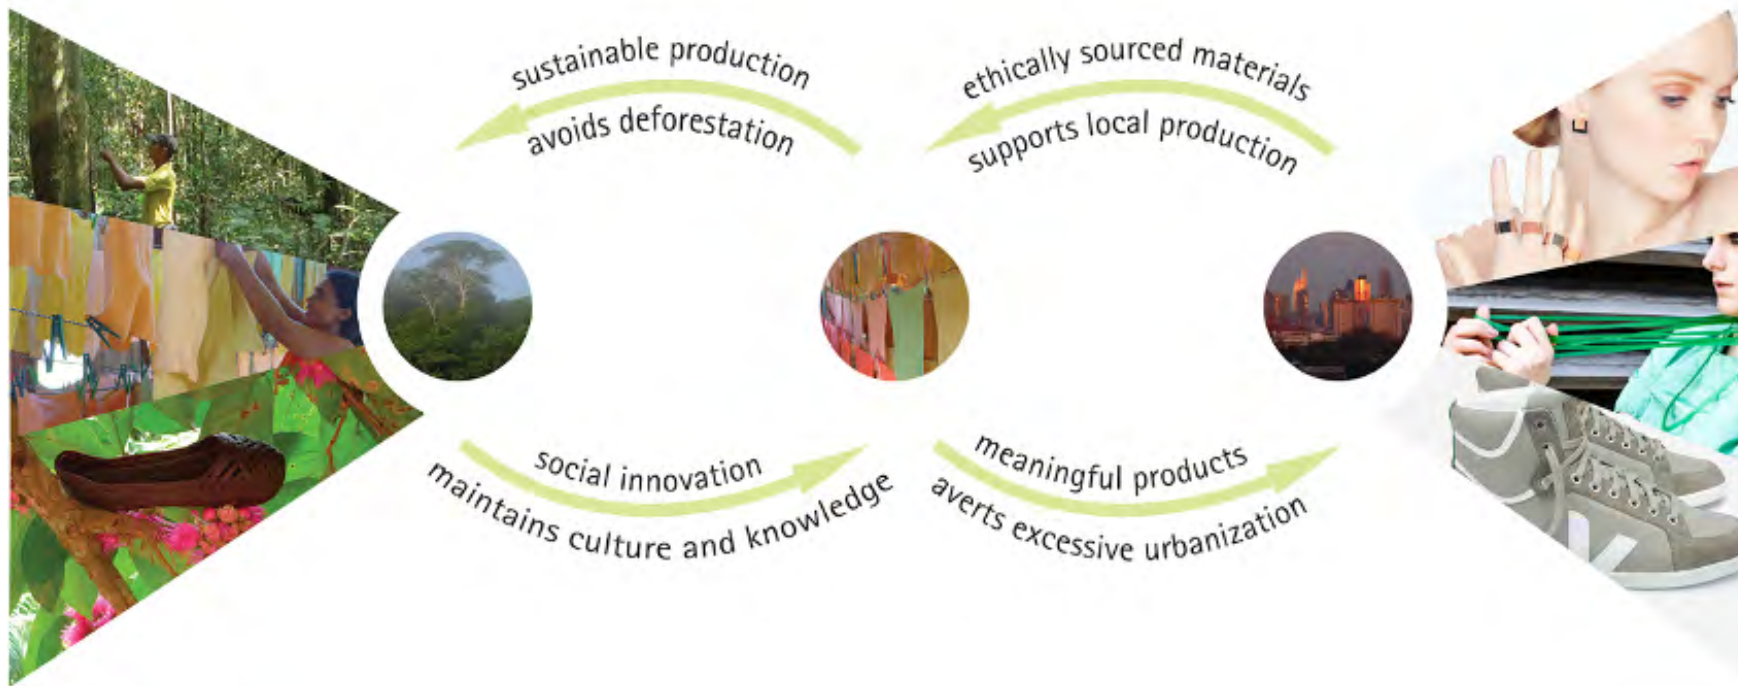 sustainable production
avoids deforestation
ethically sourced materials
supports local production
social innovation
maintains culture and knowledge
meaningful products
averts excessive urbanization